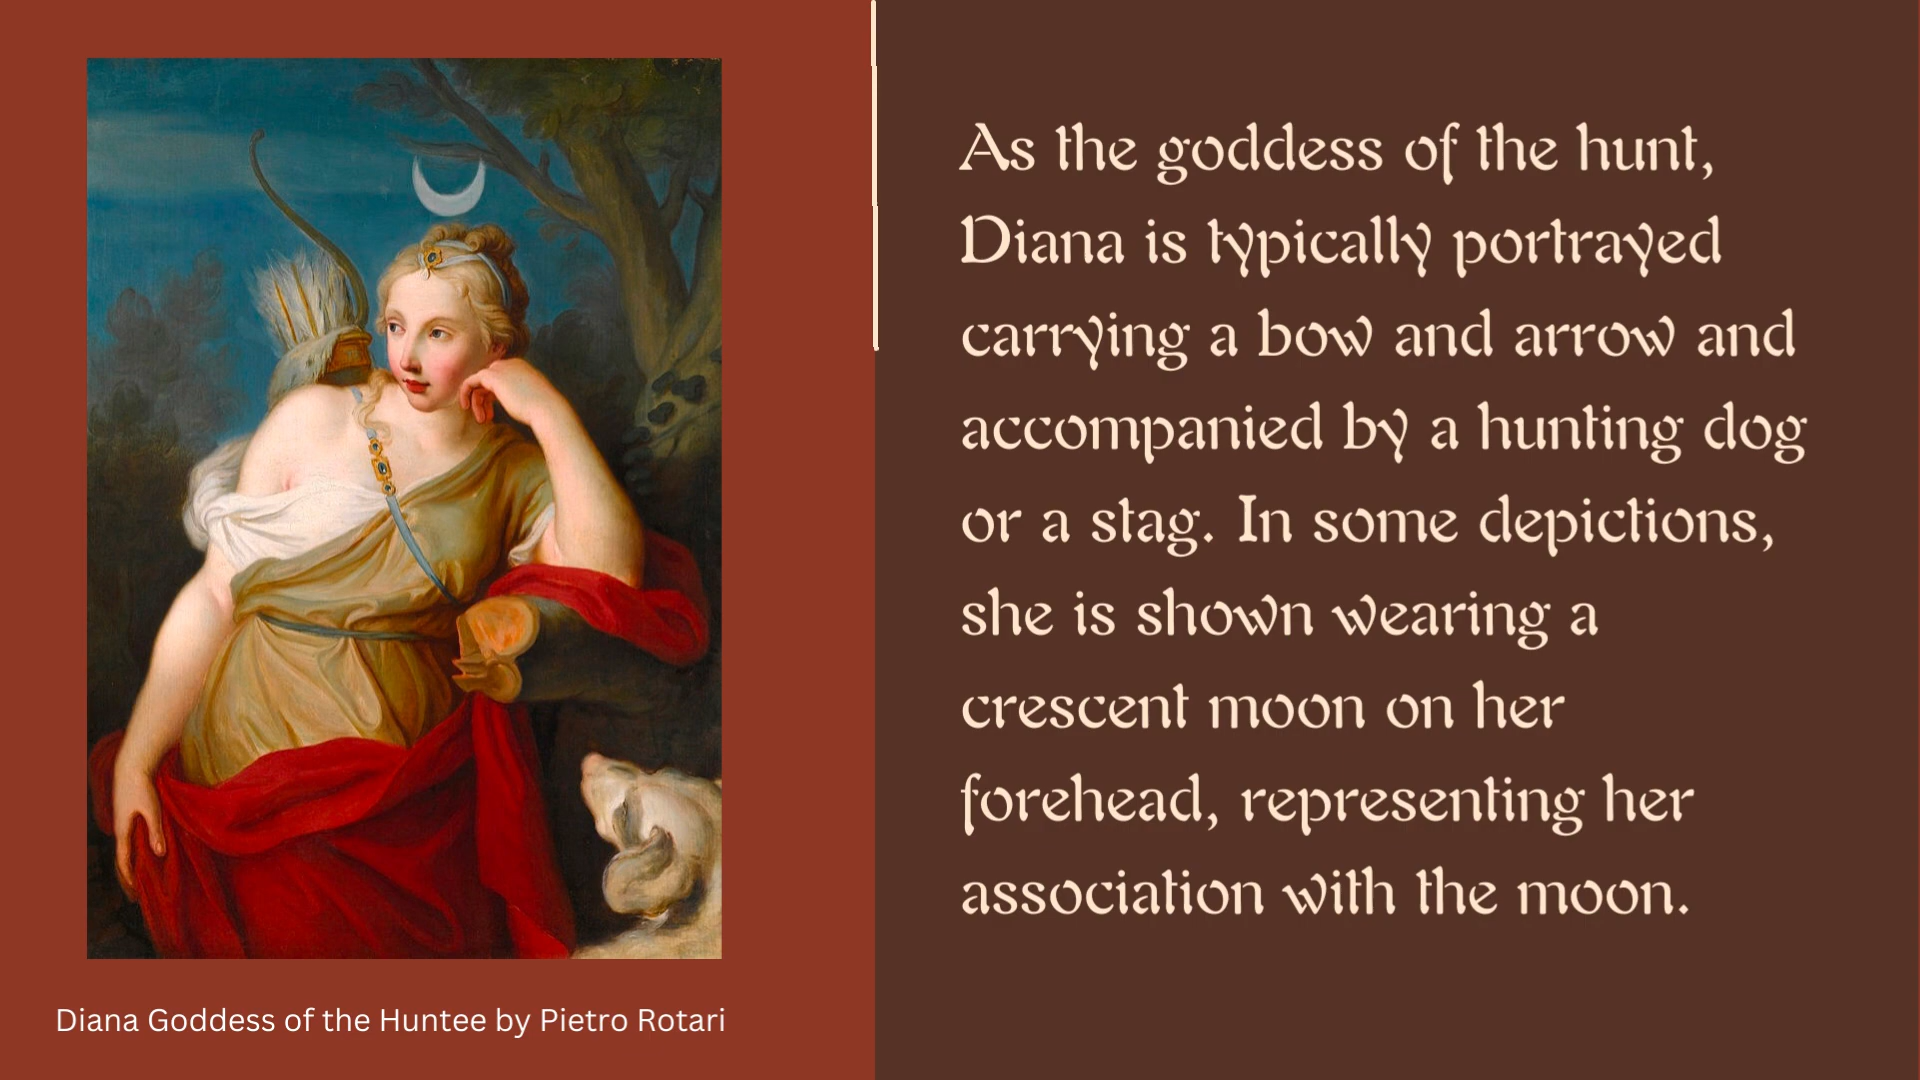 As the goddess of the hunt,
Diana is typically portrayed
carrying a bow and arrow and
accompanied by a hunting dog
or a stag. In some depictions,
she is shown wearing a
crescent moon on her
forehead, representing her
association with the moon.
Diana Goddess of the Huntee by Pietro Rotari